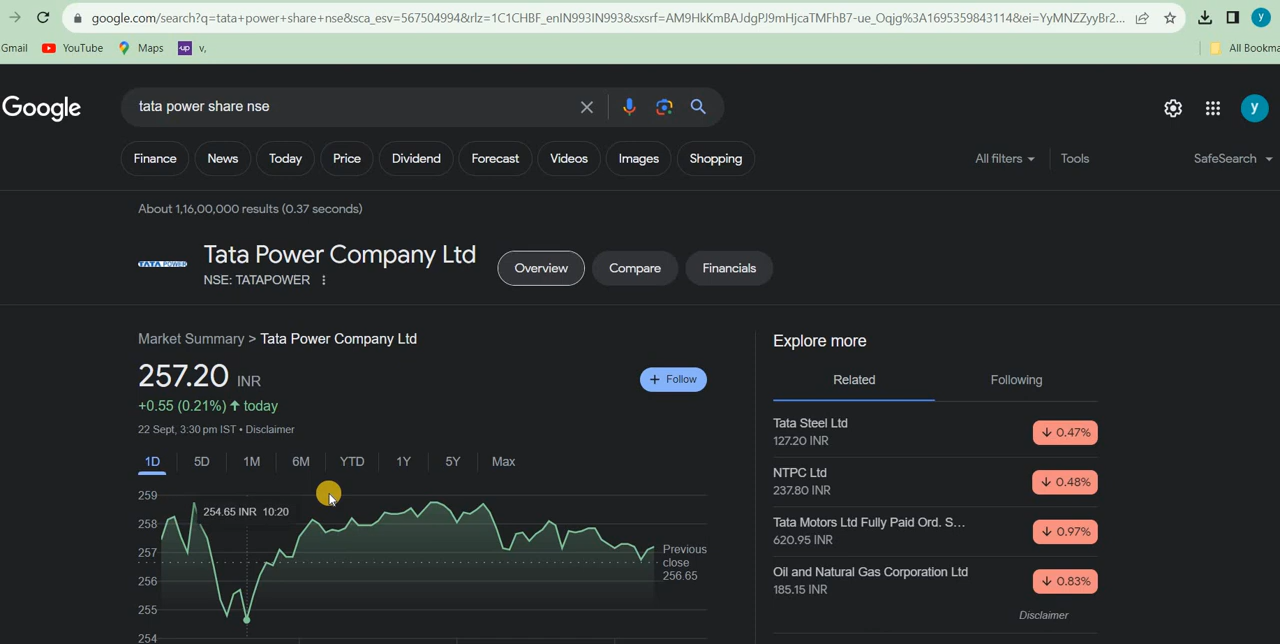 google.com/search?q=tata+power+share+nse&sca_esv=567504994&rlz=1C1CHBF_enIN993IN993&sxsrf=AM9HkKmBAJdgPJ9mHjcaTMFhB7-ue_Oqjg%3A1695359843114&ei=YyMNZZyyBr2...
y
Gmail YouTube Maps up v, All Bookma
Google tata power share nse y
Finance News Today Price Dividend Forecast Videos Images Shopping All filters Tools SafeSearch
About 1,16,00,000 results (0.37 seconds)
TATA POWER
Tata Power Company Ltd
NSE: TATAPOWER
Overview Compare Financials
Market Summary > Tata Power Company Ltd
257.20 INR
+ Follow
+0.55 (0.21%) ↑ today
22 Sept, 3:30 pm IST • Disclaimer
1D 5D 1M 6M YTD 1Y 5Y Max
259
254.65 INR 10:20
258
257
256
255
254
Previous
close
256.65
Explore more
Related Following
Tata Steel Ltd
127.20 INR
↓ 0.47%
NTPC Ltd
237.80 INR
↓ 0.48%
Tata Motors Ltd Fully Paid Ord. S...
620.95 INR
↓ 0.97%
Oil and Natural Gas Corporation Ltd
185.15 INR
↓ 0.83%
Disclaimer